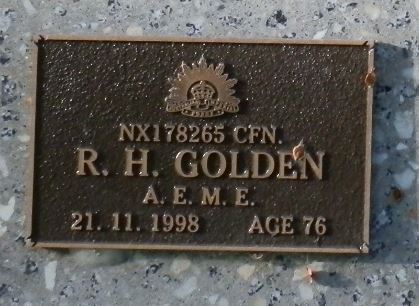 NX178265 CFN.
R. H. GOLDEN
A. E. M. E.
21. 11. 1998 AGE 76